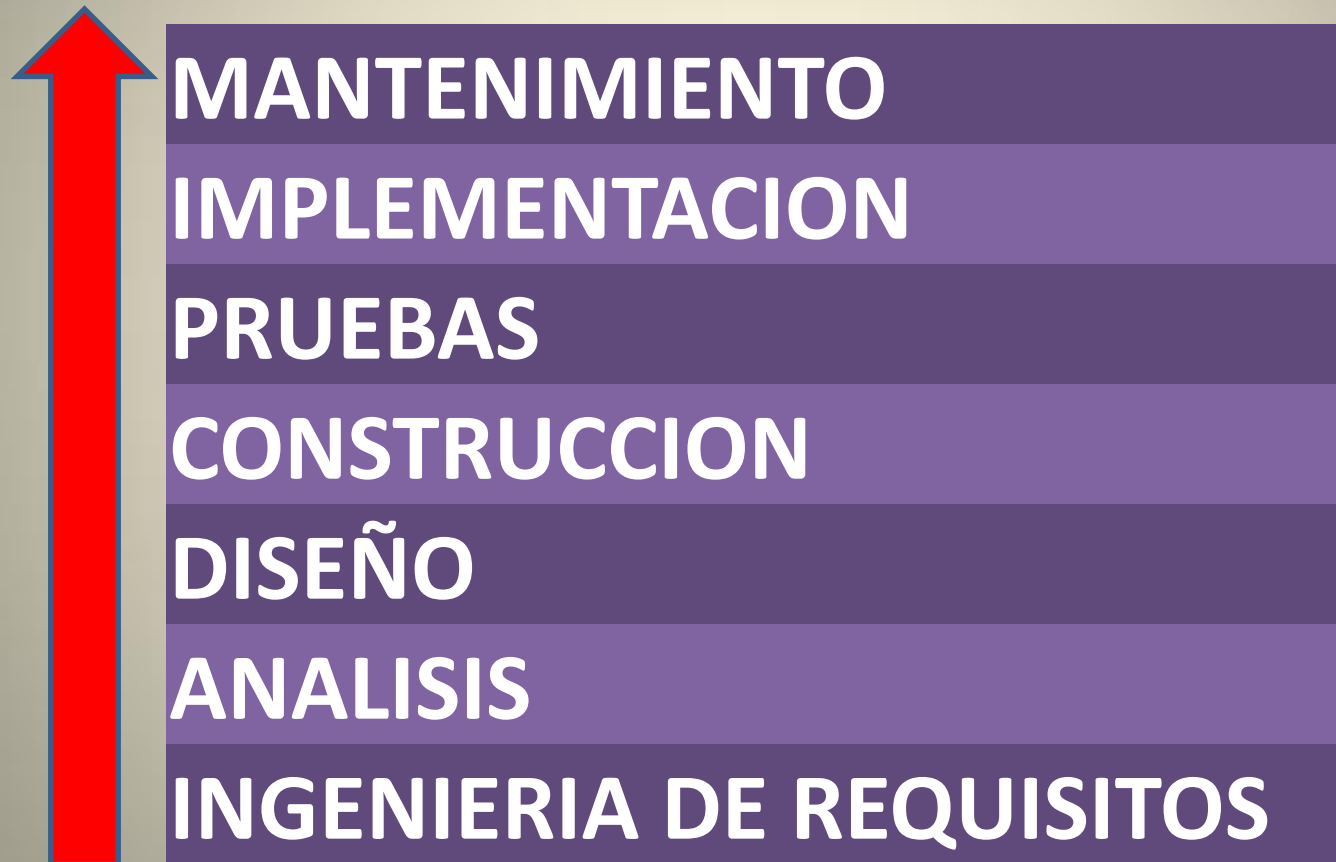 MANTENIMIENTO
IMPLEMENTACION
PRUEBAS
CONSTRUCCION
DISEÑO
ANALISIS
INGENIERIA DE REQUISITOS